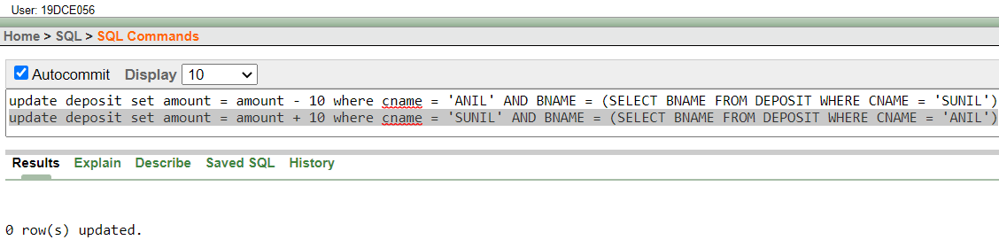 User: 19DCE056
Home > SQL > SQL Commands
Autocommit Display 10
update deposit set amount = amount - 10 where cname = 'ANIL' AND BNAME = (SELECT BNAME FROM DEPOSIT WHERE CNAME = 'SUNIL')
update deposit set amount = amount + 10 where cname = 'SUNIL' AND BNAME = (SELECT BNAME FROM DEPOSIT WHERE CNAME = 'ANIL')
Results Explain Describe Saved SQL History
0 row(s) updated.